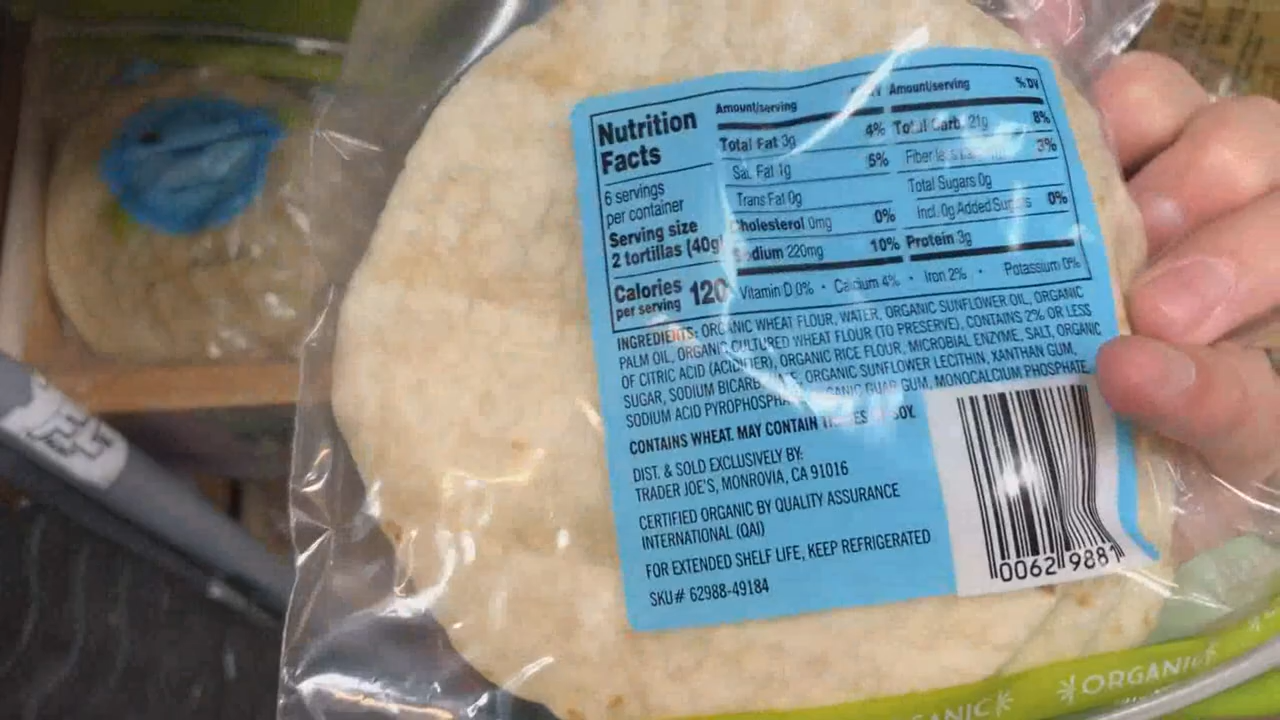 Nutrition
Facts
6 servings
per container
Serving size
2 tortillas (40g
Calories
per serving 120
Amount/serving
Total Fat 3g 4%
Sat. Fat 1g 5%
Trans Fat 0g
Cholesterol 0mg 0%
Sodium 220mg 10%
Amount/serving % DV
Total Carb. 21g 8%
Fiber 3%
Total Sugars 0g
Incl. 0g Added Sugars 0%
Protein 3g
Vitamin D 0% • Calcium 4% • Iron 2% • Potassium 0%
INGREDIENTS: ORGANIC WHEAT FLOUR, WATER, ORGANIC SUNFLOWER OIL, ORGANIC
PALM OIL, ORGANIC CULTURED WHEAT FLOUR (TO PRESERVE), CONTAINS 2% OR LESS
OF CITRIC ACID (ACIDIFIER), ORGANIC RICE FLOUR, MICROBIAL ENZYME, SALT, ORGANIC
SUGAR, SODIUM BICARBONATE, ORGANIC SUNFLOWER LECITHIN, XANTHAN GUM,
SODIUM ACID PYROPHOSPHATE, ORGANIC GUAR GUM, MONOCALCIUM PHOSPHATE
CONTAINS WHEAT. MAY CONTAIN TRACES OF SOY.
DIST. & SOLD EXCLUSIVELY BY:
TRADER JOE'S, MONROVIA, CA 91016
CERTIFIED ORGANIC BY QUALITY ASSURANCE
INTERNATIONAL (QAI)
FOR EXTENDED SHELF LIFE, KEEP REFRIGERATED
SKU# 62988-49184
0062 9881
ORGANIC